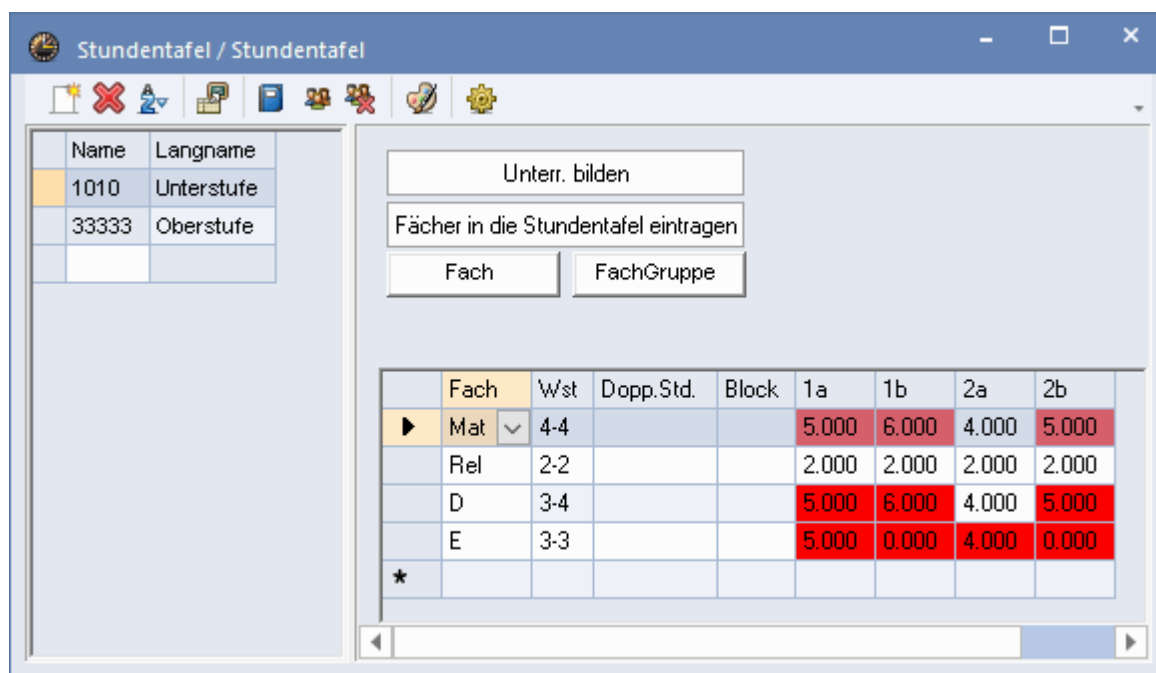 Stundentafel / Stundentafel
Name Langname
1010 Unterstufe
33333 Oberstufe
Unterr. bilden
Fächer in die Stundentafel eintragen
Fach FachGruppe
Fach Wst Dopp.Std. Block 1a 1b 2a 2b
Mat 4-4 5.000 6.000 4.000 5.000
Rel 2-2 2.000 2.000 2.000 2.000
D 3-4 5.000 6.000 4.000 5.000
E 3-3 5.000 0.000 4.000 0.000
*